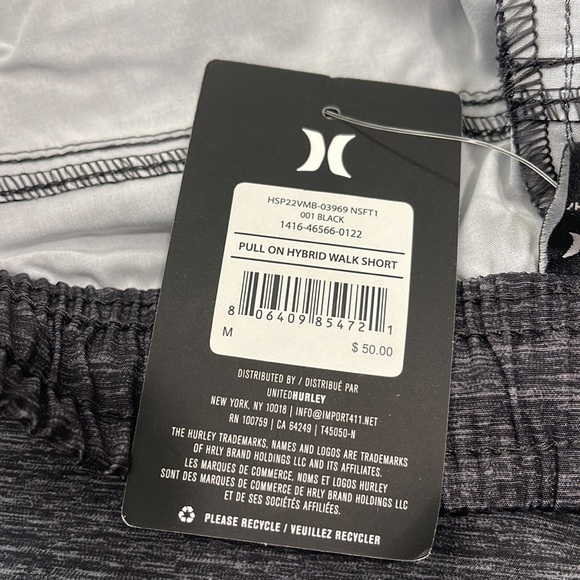 HSP22VMB-03969 NSFT1
001 BLACK
1416-46566-0122
PULL ON HYBRID WALK SHORT
8 06409 85472 1
M
$ 50.00
DISTRIBUTED BY / DISTRIBUÉ PAR
UNITEDHURLEY
NEW YORK, NY 10018 | INFO@IMPORT411.NET
RN 100759 | CA 64249 | T45050-N
THE HURLEY TRADEMARKS, NAMES AND LOGOS ARE TRADEMARKS
OF HRLY BRAND HOLDINGS LLC AND ITS AFFILIATES.
LES MARQUES DE COMMERCE, NOMS ET LOGOS HURLEY
SONT DES MARQUES DE COMMERCE DE HRLY BRAND HOLDINGS LLC
ET DE SES SOCIÉTÉS AFFILIÉES.
PLEASE RECYCLE / VEUILLEZ RECYCLER